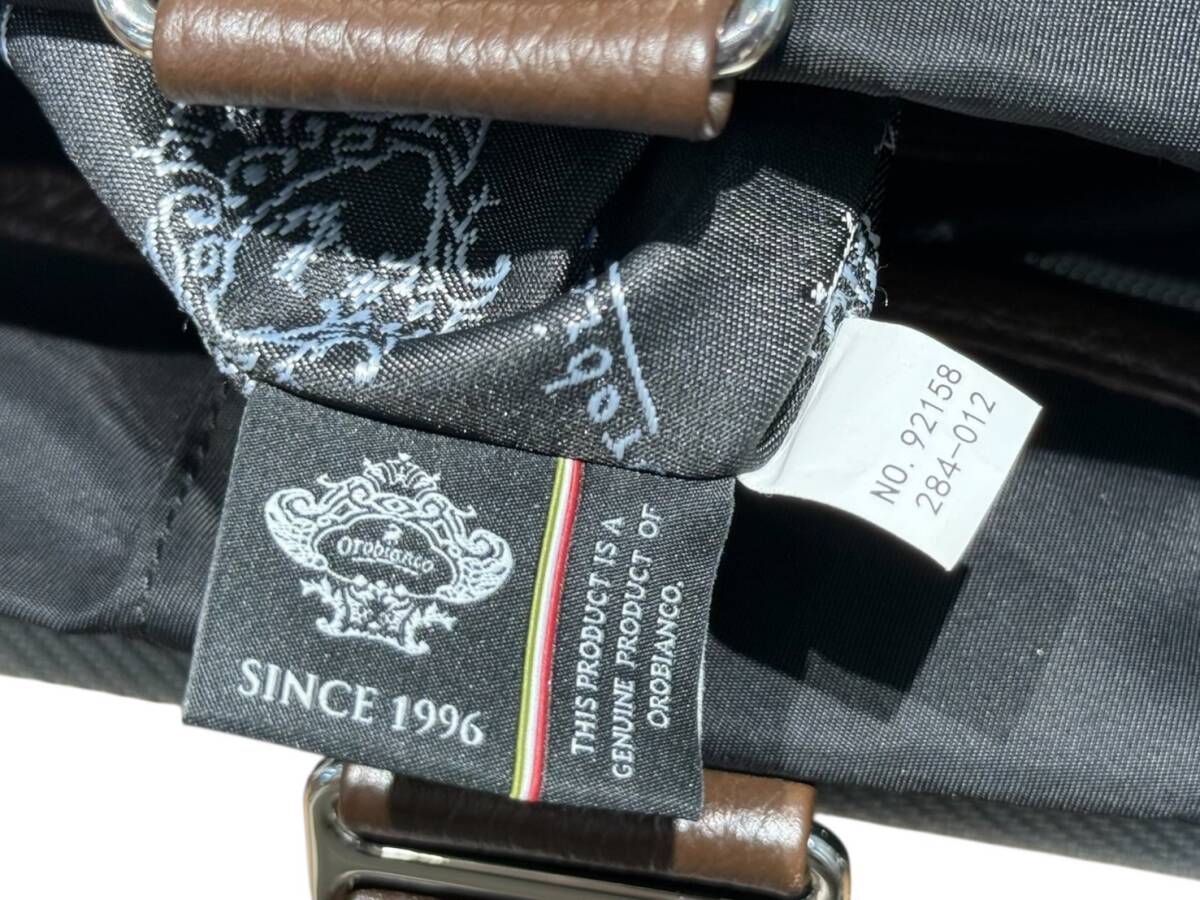 Orobianco
SINCE 1996
THIS PRODUCT IS A
GENUINE PRODUCT OF
OROBIANCO.
NO. 92158
284-012